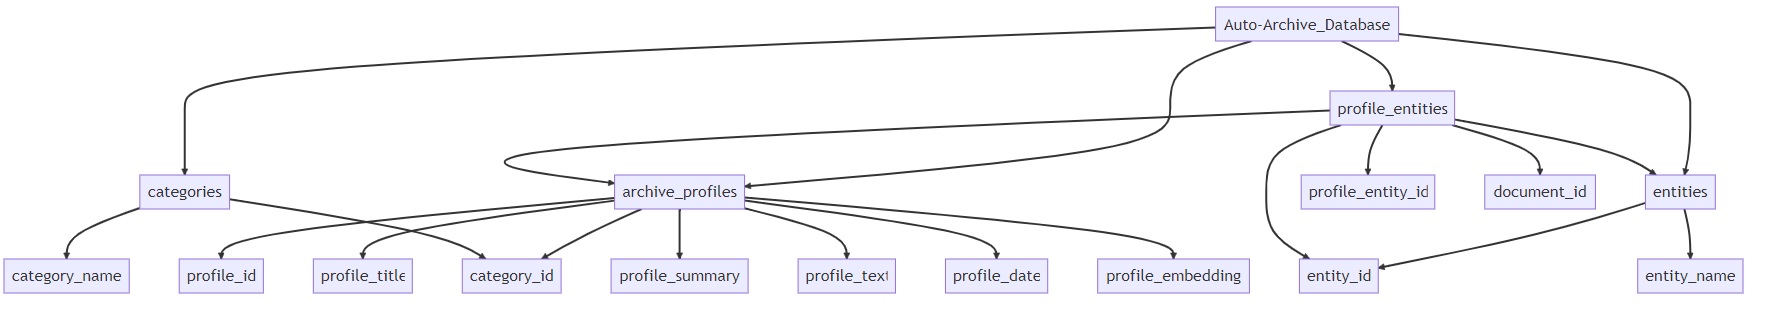 Auto-Archive_Database
profile_entities
categories
archive_profiles
profile_entity_id
document_id
entities
category_name
profile_id
profile_title
category_id
profile_summary
profile_text
profile_date
profile_embedding
entity_id
entity_name